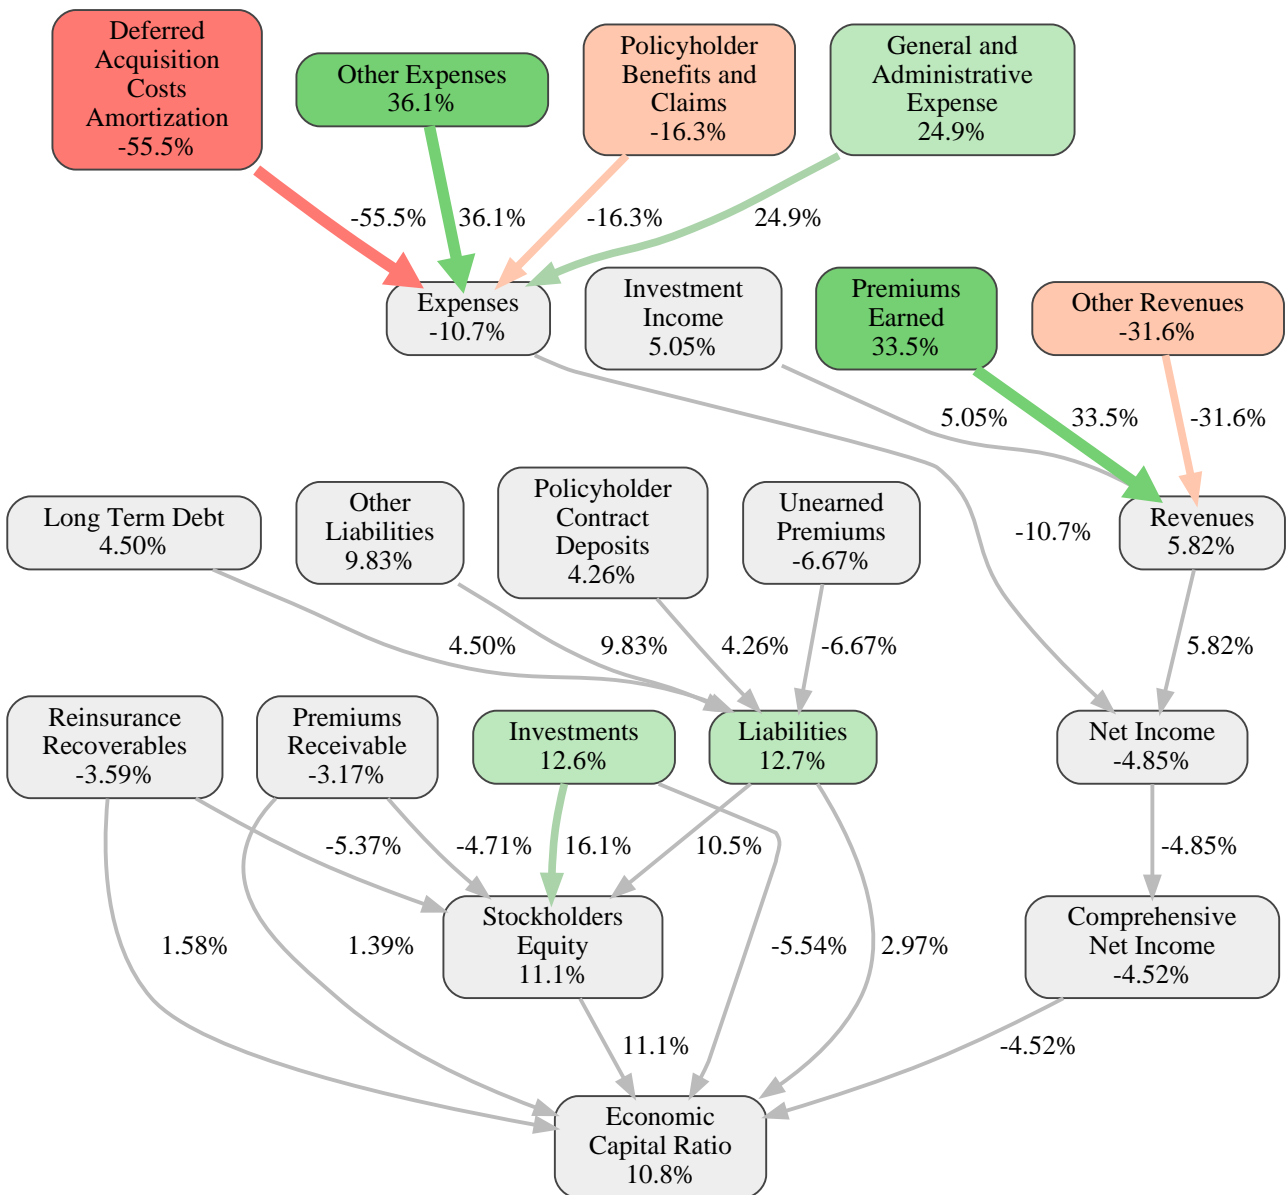 Deferred
Acquisition
Costs
Amortization
-55.5%
Other Expenses
36.1%
Policyholder
Benefits and
Claims
-16.3%
General and
Administrative
Expense
24.9%
-55.5%
36.1%
-16.3%
24.9%
Expenses
-10.7%
Investment
Income
5.05%
Premiums
Earned
33.5%
Other Revenues
-31.6%
5.05%
33.5%
-31.6%
Long Term Debt
4.50%
Other
Liabilities
9.83%
Policyholder
Contract
Deposits
4.26%
Unearned
Premiums
-6.67%
-10.7%
Revenues
5.82%
4.50%
9.83%
4.26%
-6.67%
5.82%
Reinsurance
Recoverables
-3.59%
Premiums
Receivable
-3.17%
Investments
12.6%
Liabilities
12.7%
Net Income
-4.85%
-5.37%
-4.71%
16.1%
10.5%
-4.85%
1.58%
1.39%
Stockholders
Equity
11.1%
-5.54%
2.97%
Comprehensive
Net Income
-4.52%
11.1%
-4.52%
Economic
Capital Ratio
10.8%